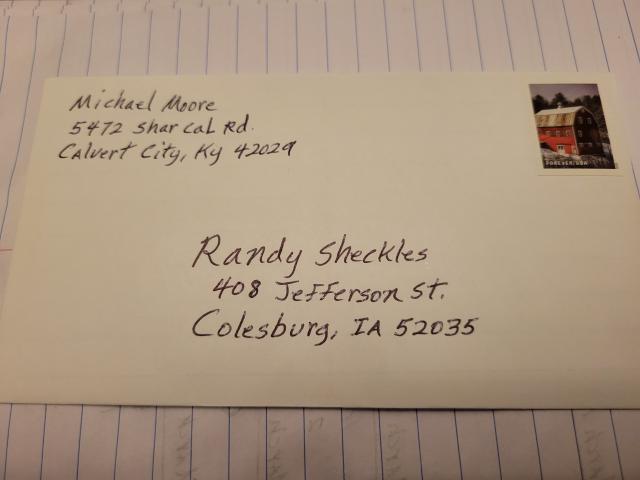 Michael Moore
5472 Shar Cal Rd.
Calvert City, Ky 42029
FOREVER/USA
Randy Sheckles
408 Jefferson St.
Colesburg, IA 52035